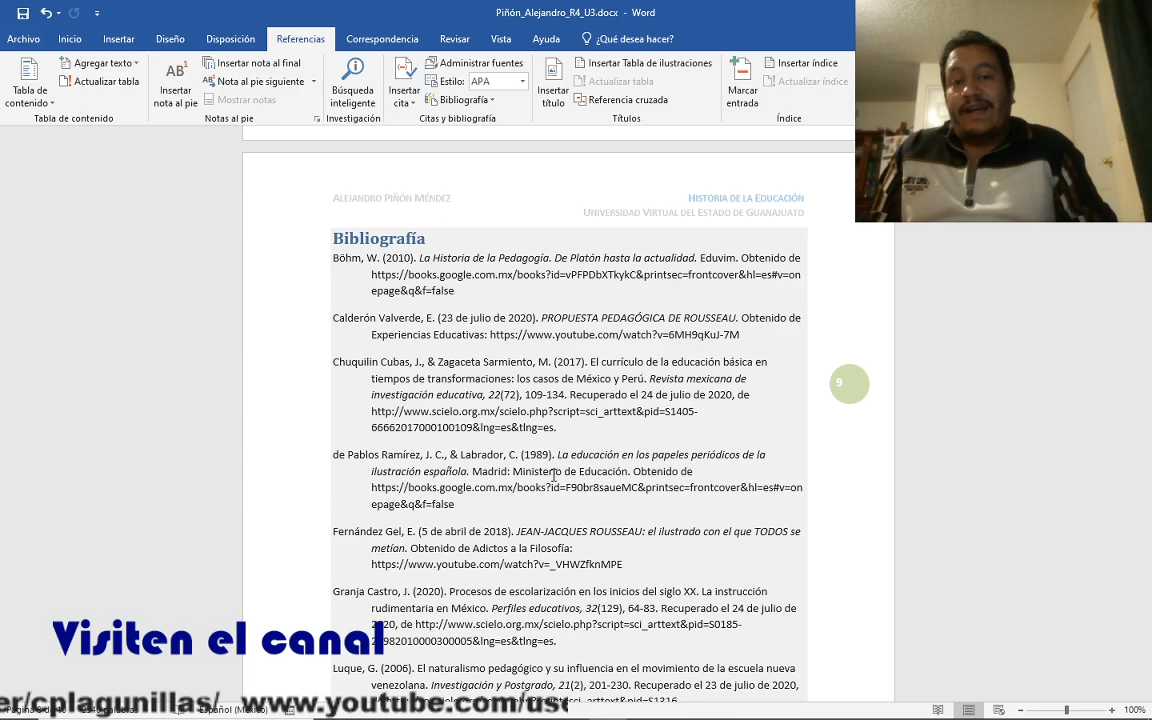 Piñón_Alejandro_R4_U3.docx - Word
Archivo Inicio Insertar Diseño Disposición Referencias Correspondencia Revisar Vista Ayuda ¿Qué desea hacer?
Tabla de contenido
Agregar texto
Actualizar tabla
Tabla de contenido
AB¹
Insertar nota al pie
Insertar nota al final
Nota al pie siguiente
Mostrar notas
Notas al pie
Búsqueda inteligente
Investigación
Insertar cita
Administrar fuentes
Estilo: APA
Bibliografía
Citas y bibliografía
Insertar título
Insertar Tabla de ilustraciones
Actualizar tabla
Referencia cruzada
Títulos
Marcar entrada
Insertar índice
Actualizar índice
Índice
ALEJANDRO PIÑÓN MÉNDEZ HISTORIA DE LA EDUCACIÓN
UNIVERSIDAD VIRTUAL DEL ESTADO DE GUANAJUATO
Bibliografía
Böhm, W. (2010). La Historia de la Pedagogía. De Platón hasta la actualidad. Eduvim. Obtenido de
https://books.google.com.mx/books?id=vPFPDbXTkykC&printsec=frontcover&hl=es#v=on
epage&q&f=false
Calderón Valverde, E. (23 de julio de 2020). PROPUESTA PEDAGÓGICA DE ROUSSEAU. Obtenido de
Experiencias Educativas: https://www.youtube.com/watch?v=6MH9qKuJ-7M
Chuquilin Cubas, J., & Zagaceta Sarmiento, M. (2017). El currículo de la educación básica en
tiempos de transformaciones: los casos de México y Perú. Revista mexicana de
investigación educativa, 22(72), 109-134. Recuperado el 24 de julio de 2020, de
http://www.scielo.org.mx/scielo.php?script=sci_arttext&pid=S1405-
66662017000100109&lng=es&tlng=es.
9
de Pablos Ramírez, J. C., & Labrador, C. (1989). La educación en los papeles periódicos de la
ilustración española. Madrid: Ministerio de Educación. Obtenido de
https://books.google.com.mx/books?id=F90br8saueMC&printsec=frontcover&hl=es#v=on
epage&q&f=false
Fernández Gel, E. (5 de abril de 2018). JEAN-JACQUES ROUSSEAU: el ilustrado con el que TODOS se
metían. Obtenido de Adictos a la Filosofía:
https://www.youtube.com/watch?v=_VHWZfknMPE
Granja Castro, J. (2020). Procesos de escolarización en los inicios del siglo XX. La instrucción
rudimentaria en México. Perfiles educativos, 32(129), 64-83. Recuperado el 24 de julio de
de http://www.scielo.org.mx/scielo.php?script=sci_arttext&pid=S0185-
982010000300005&lng=es&tlng=es.
Visiten el canal
Luque, G. (2006). El naturalismo pedagógico y su influencia en el movimiento de la escuela nueva
venezolana. Investigación y Postgrado, 21(2), 201-230. Recuperado el 23 de julio de 2020,
er/cplagunillas/ www.youtube.com/us
Español (México)
100%